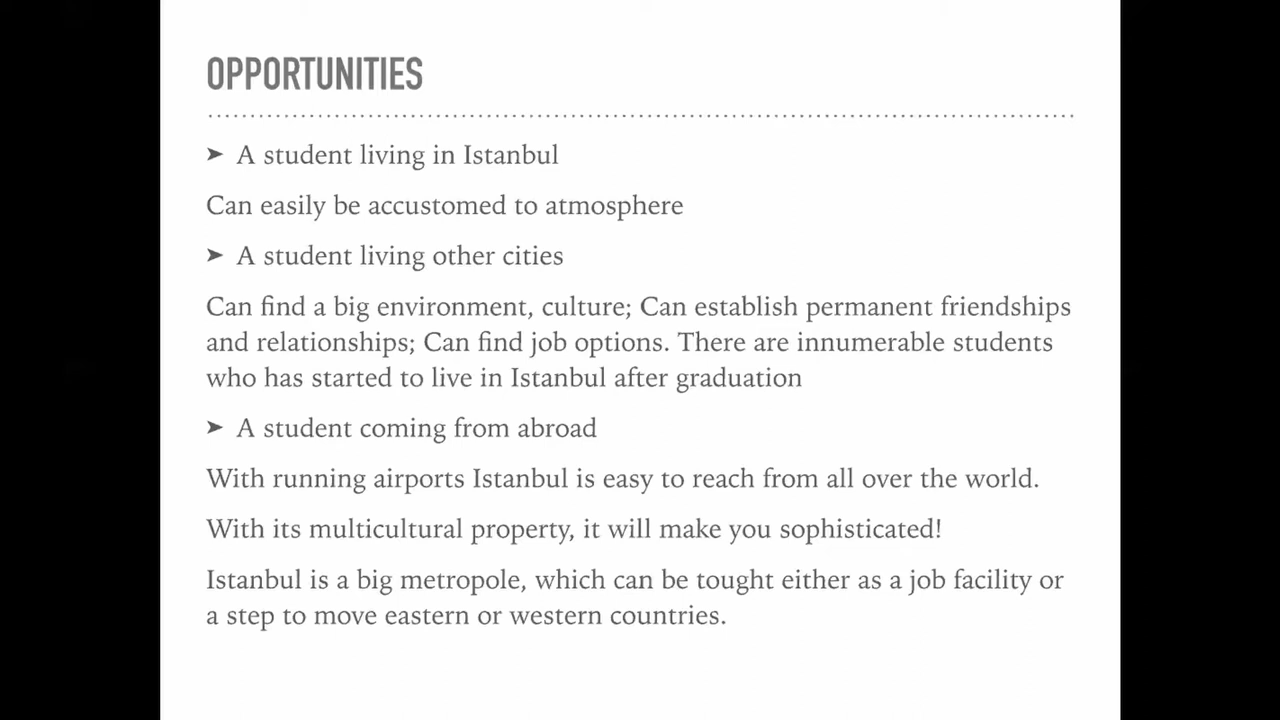 OPPORTUNITIES
➤ A student living in Istanbul
Can easily be accustomed to atmosphere
➤ A student living other cities
Can find a big environment, culture; Can establish permanent friendships
and relationships; Can find job options. There are innumerable students
who has started to live in Istanbul after graduation
➤ A student coming from abroad
With running airports Istanbul is easy to reach from all over the world.
With its multicultural property, it will make you sophisticated!
Istanbul is a big metropole, which can be tought either as a job facility or
a step to move eastern or western countries.